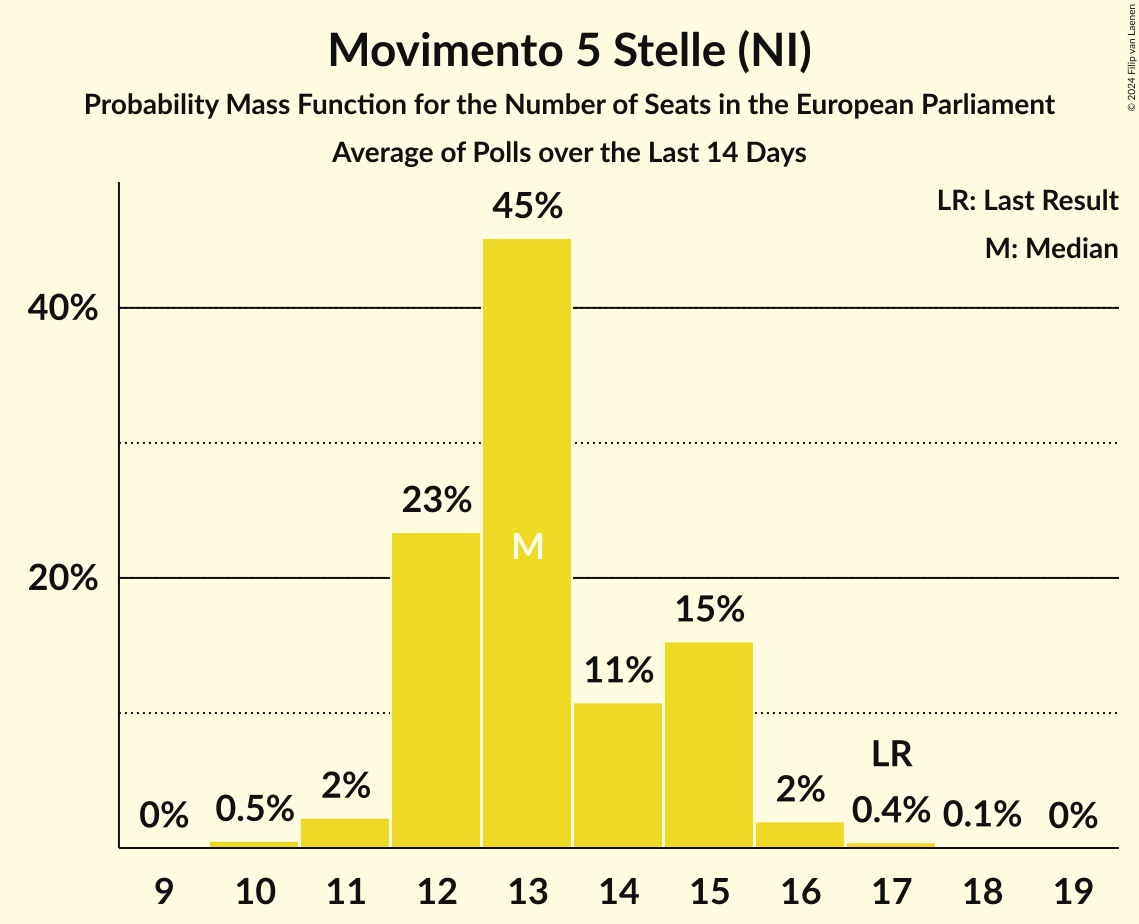 Movimento 5 Stelle (NI)
Probability Mass Function for the Number of Seats in the European Parliament
Average of Polls over the Last 14 Days
© 2024 Filip van Laenen
LR: Last Result
M: Median
45%
40%
23%
M
20%
15%
11%
LR
2%
2%
0%
0.5%
0.4%
0.1%
0%
9 10 11 12 13 14 15 16 17 18 19